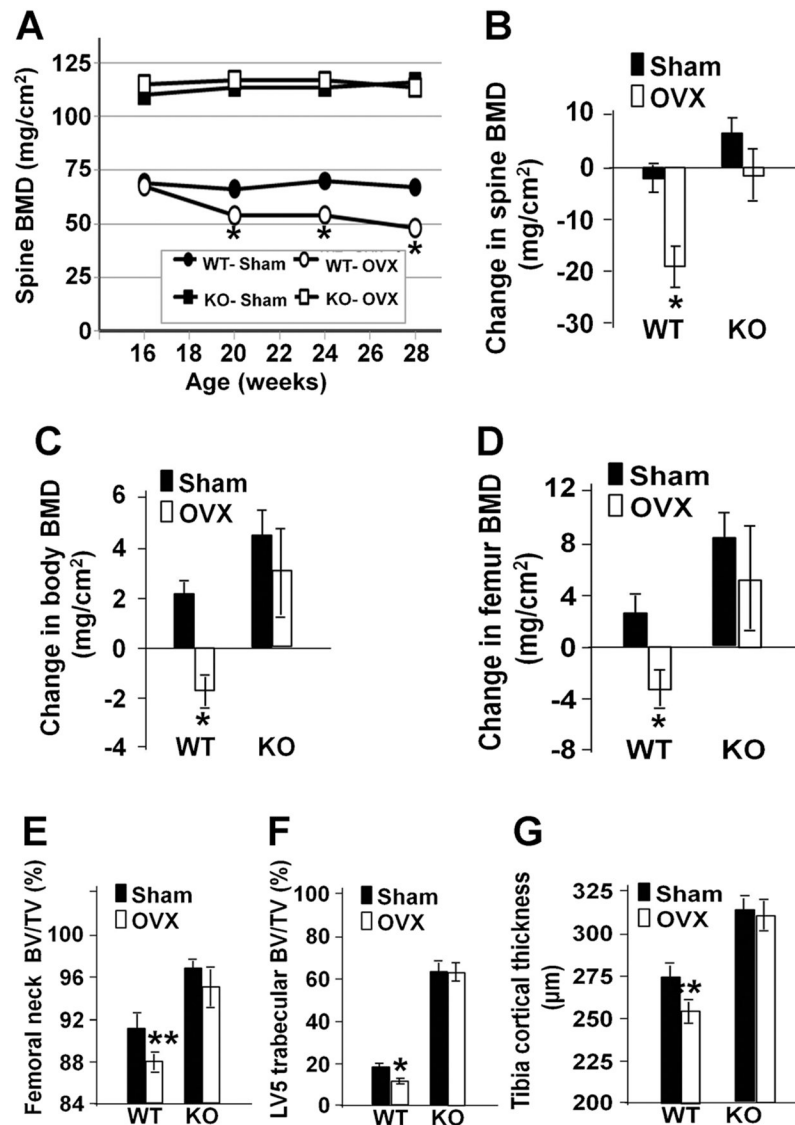 A
Spine BMD (mg/cm²)
125
100
75
50
25
0
* * *
WT- Sham WT- OVX
KO- Sham KO- OVX
16 18 20 22 24 26 28
Age (weeks)
B
Sham
OVX
Change in spine BMD
(mg/cm²)
10
0
-10
-20
-30
*
WT KO
C
Sham
OVX
Change in body BMD
(mg/cm²)
6
4
2
0
-2
-4
*
WT KO
D
Sham
OVX
Change in femur BMD
(mg/cm²)
12
8
4
0
-4
-8
*
WT KO
E
Sham
OVX
Femoral neck BV/TV (%)
100
96
92
88
84
**
WT KO
F
Sham
OVX
LV5 trabecular BV/TV (%)
100
80
60
40
20
0
*
WT KO
G
Sham
OVX
Tibia cortical thickness
(µm)
325
300
275
250
225
200
**
WT KO